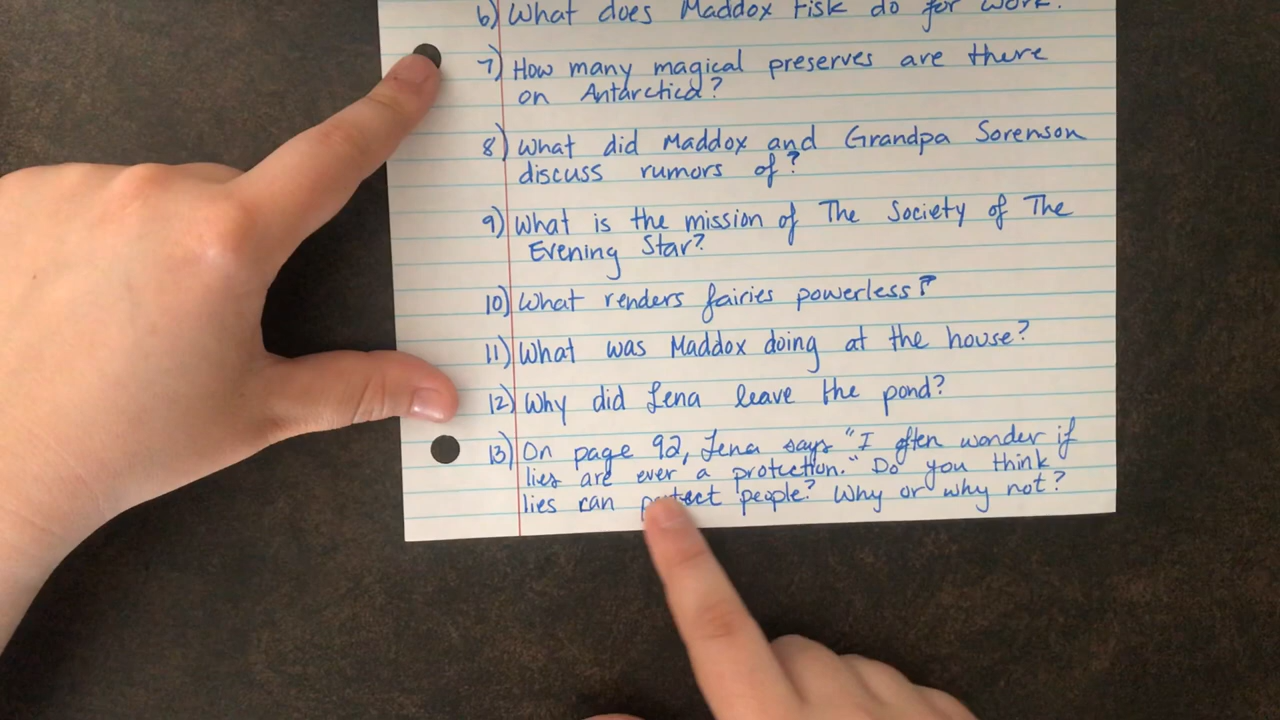 6) What does Maddox Fisk do for work?
7) How many magical preserves are there
on Antarctica?
8) What did Maddox and Grandpa Sorenson
discuss rumors of?
9) What is the mission of The Society of The
Evening Star?
10) What renders fairies powerless?
11) What was Maddox doing at the house?
12) Why did Lena leave the pond?
13) On page 92, Lena says "I often wonder if
lies are ever a protection." Do you think
lies can protect people? Why or why not?